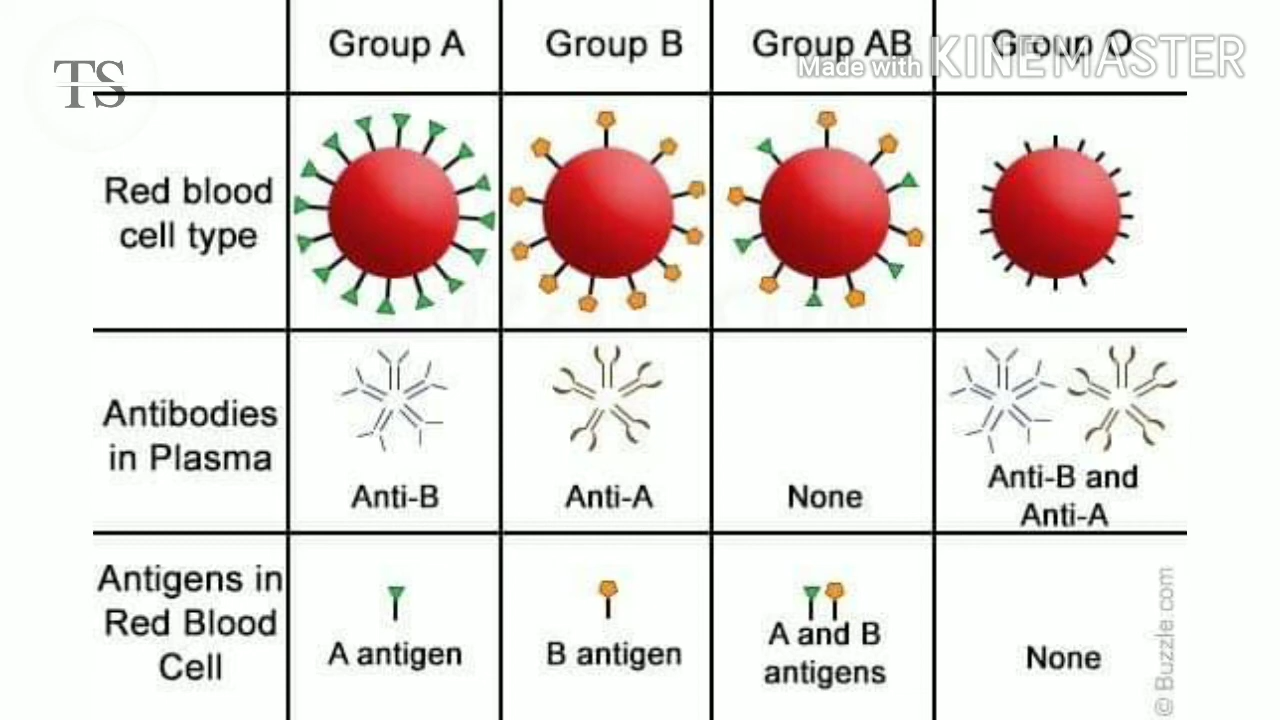 TS
Group A
Group B
Group AB
Group O
Made with KINEMASTER
Red blood
cell type
Antibodies
in Plasma
Anti-B
Anti-A
None
Anti-B and
Anti-A
Antigens in
Red Blood
Cell
A antigen
B antigen
A and B
antigens
None
© Buzzle.com